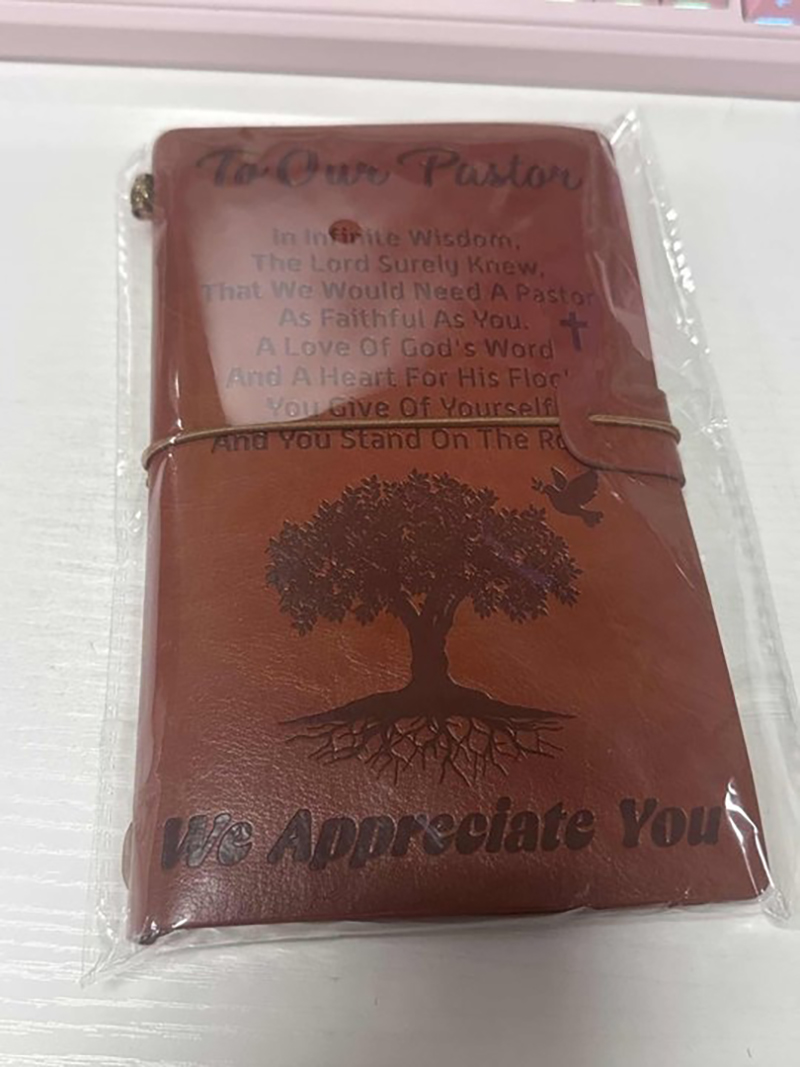 To Our Pastor
In Infinite Wisdom,
The Lord Surely Knew,
That We Would Need A Pastor
As Faithful As You.
A Love Of God's Word
And A Heart For His
You Give Of Yourself
And You Stand On The
We Appreciate You